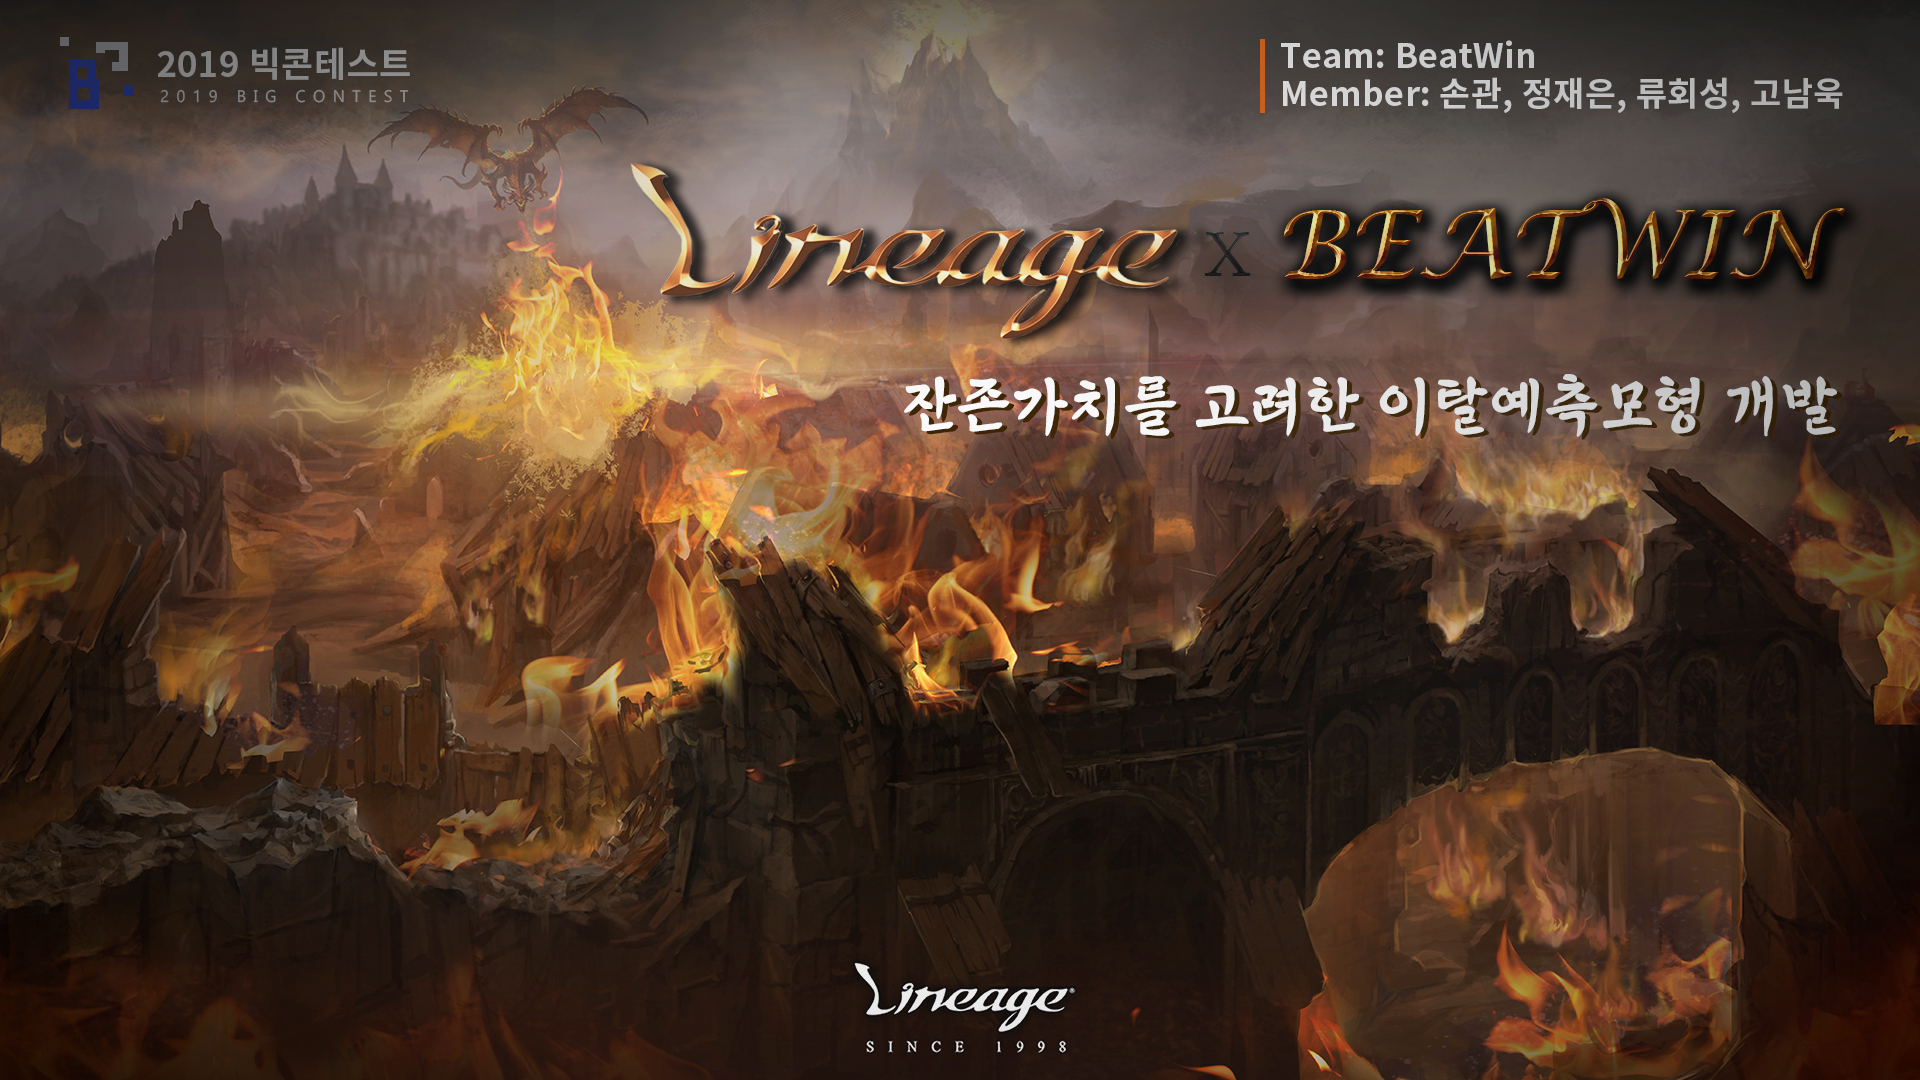 2019 빅콘테스트
2019 BIG CONTEST
Team: BeatWin
Member: 손관, 정재은, 류회성, 고남욱
Lineage X BEATWIN
잔존가치를 고려한 이탈예측모형 개발
Lineage®
SINCE 1998